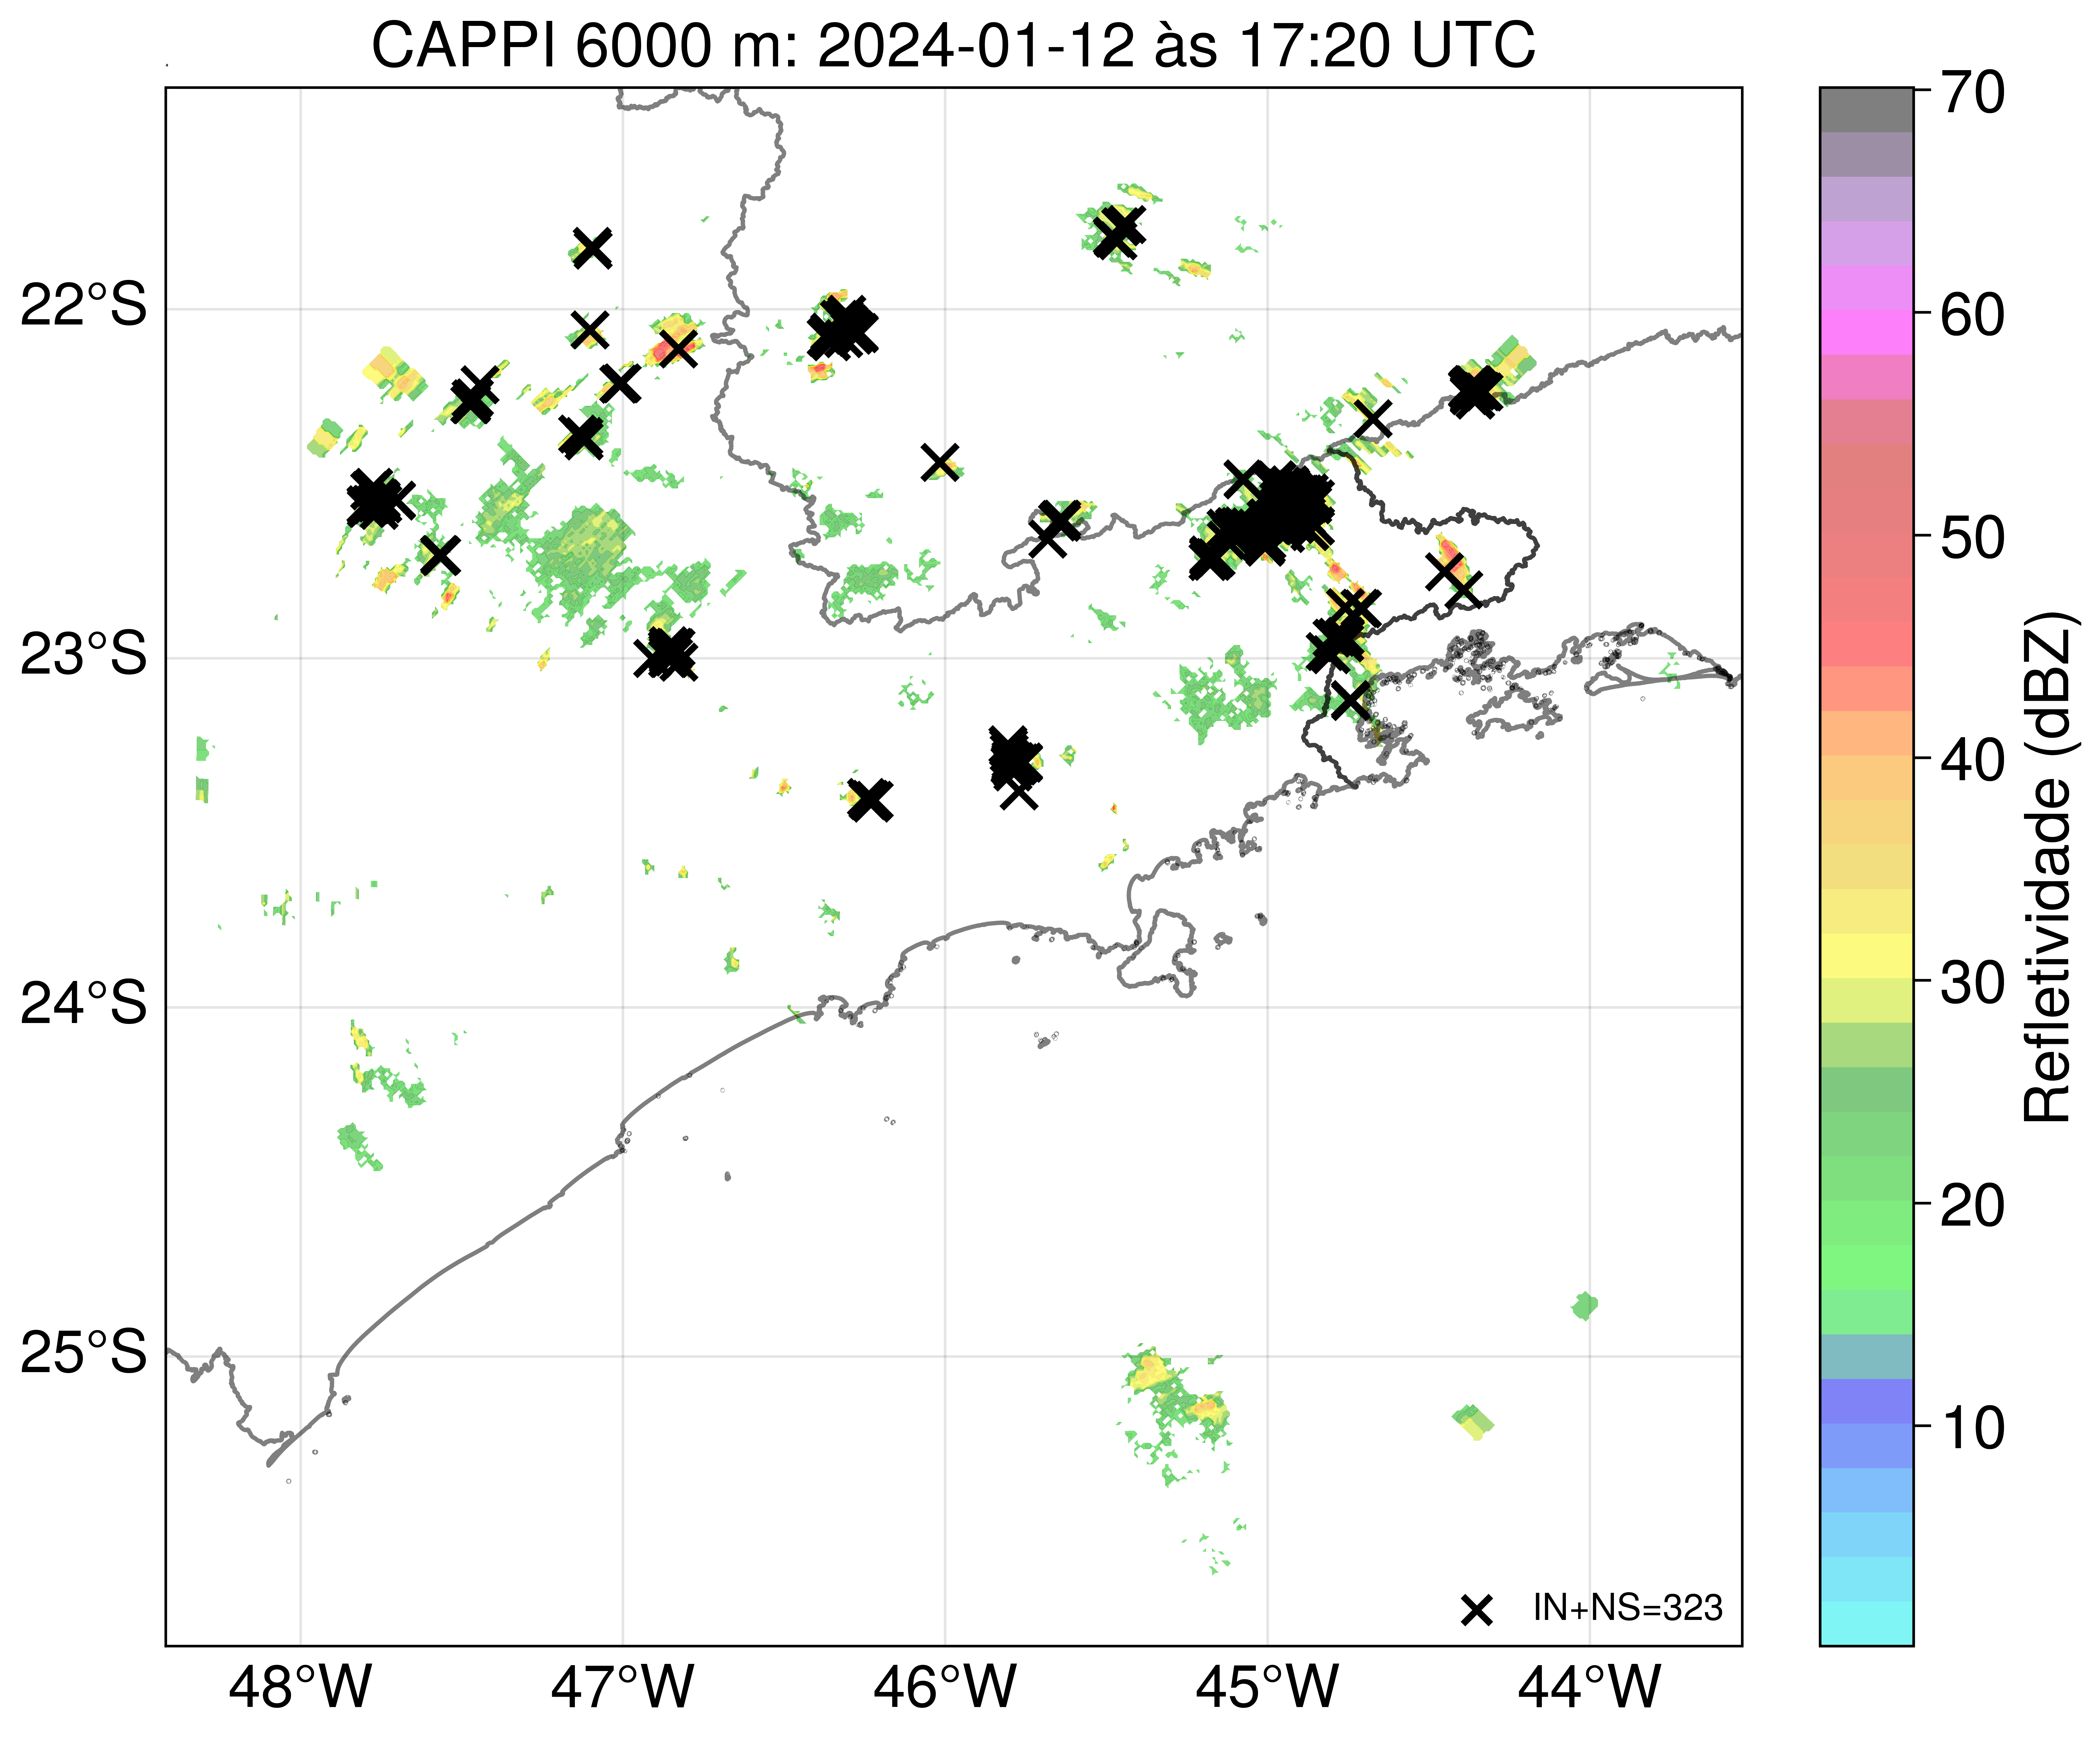 CAPPI 6000 m: 2024-01-12 às 17:20 UTC
22°S
23°S
24°S
25°S
48°W
47°W
46°W
45°W
44°W
IN+NS=323
70
60
50
40
30
20
10
Refletividade (dBZ)